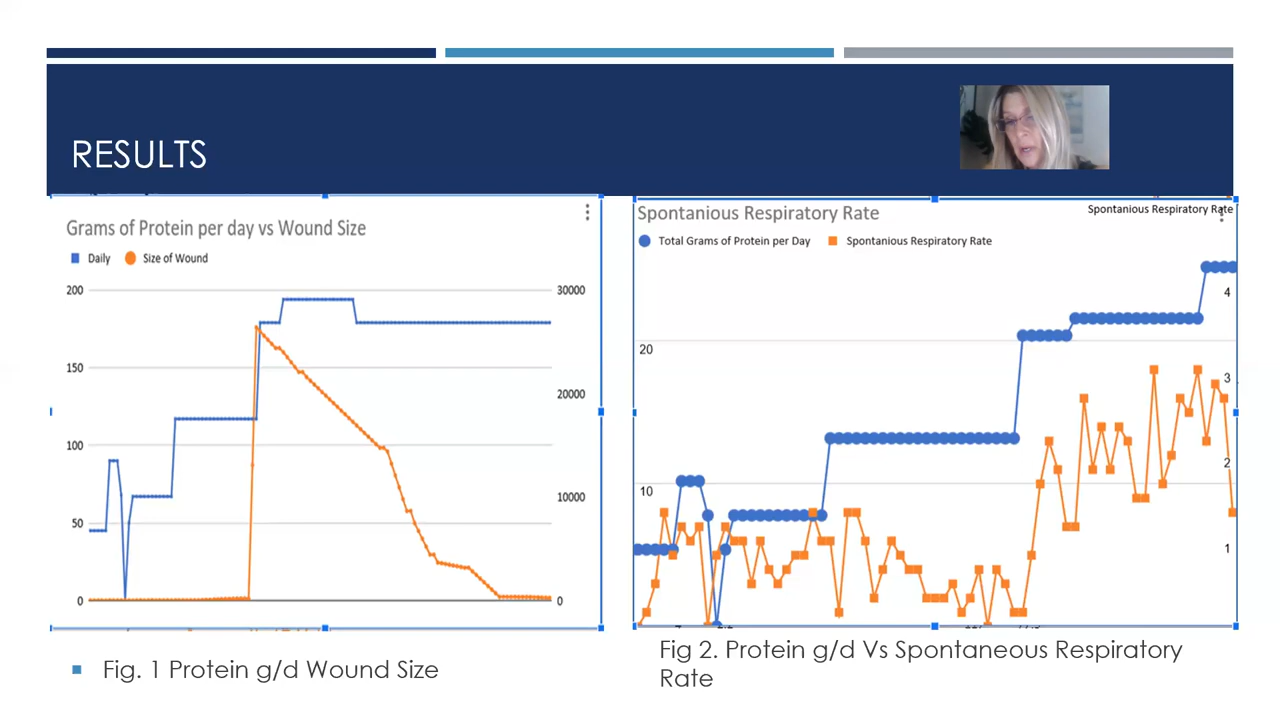 RESULTS
Grams of Protein per day vs Wound Size
Daily
Size of Wound
200
150
100
50
0
30000
20000
10000
0
Fig. 1 Protein g/d Wound Size
Spontanious Respiratory Rate
Spontanious Respiratory Rate
Total Grams of Protein per Day
Spontanious Respiratory Rate
20
10
4
3
2
1
Fig 2. Protein g/d Vs Spontaneous Respiratory
Rate